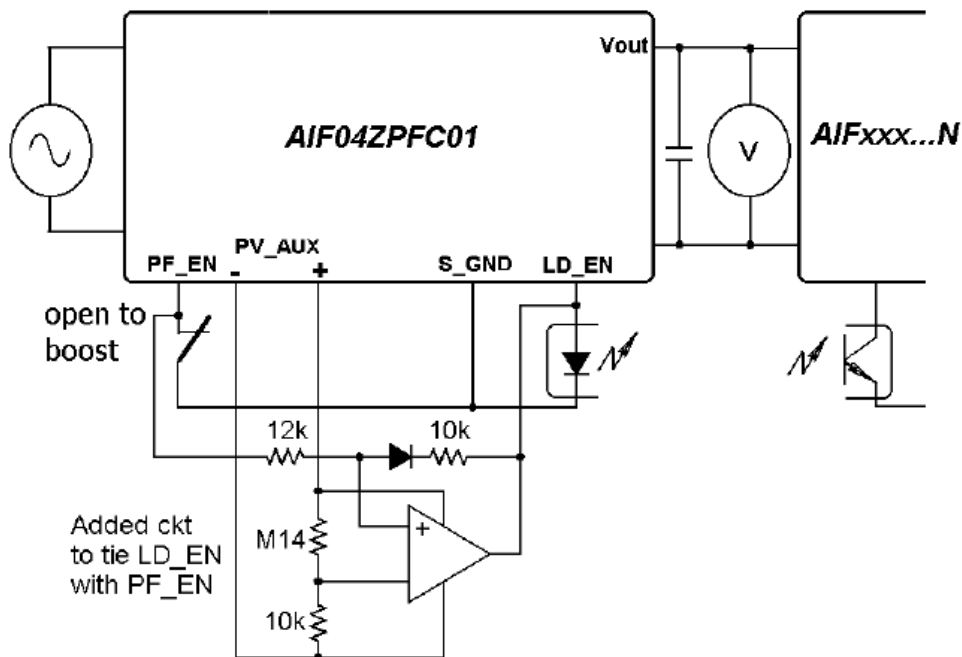 Vout
AIF04ZPFC01
V
AIFxxx...N
PF_EN
PV_AUX
-
+
S_GND
LD_EN
open to
boost
12k
10k
Added ckt
to tie LD_EN
with PF_EN
M14
+
10k